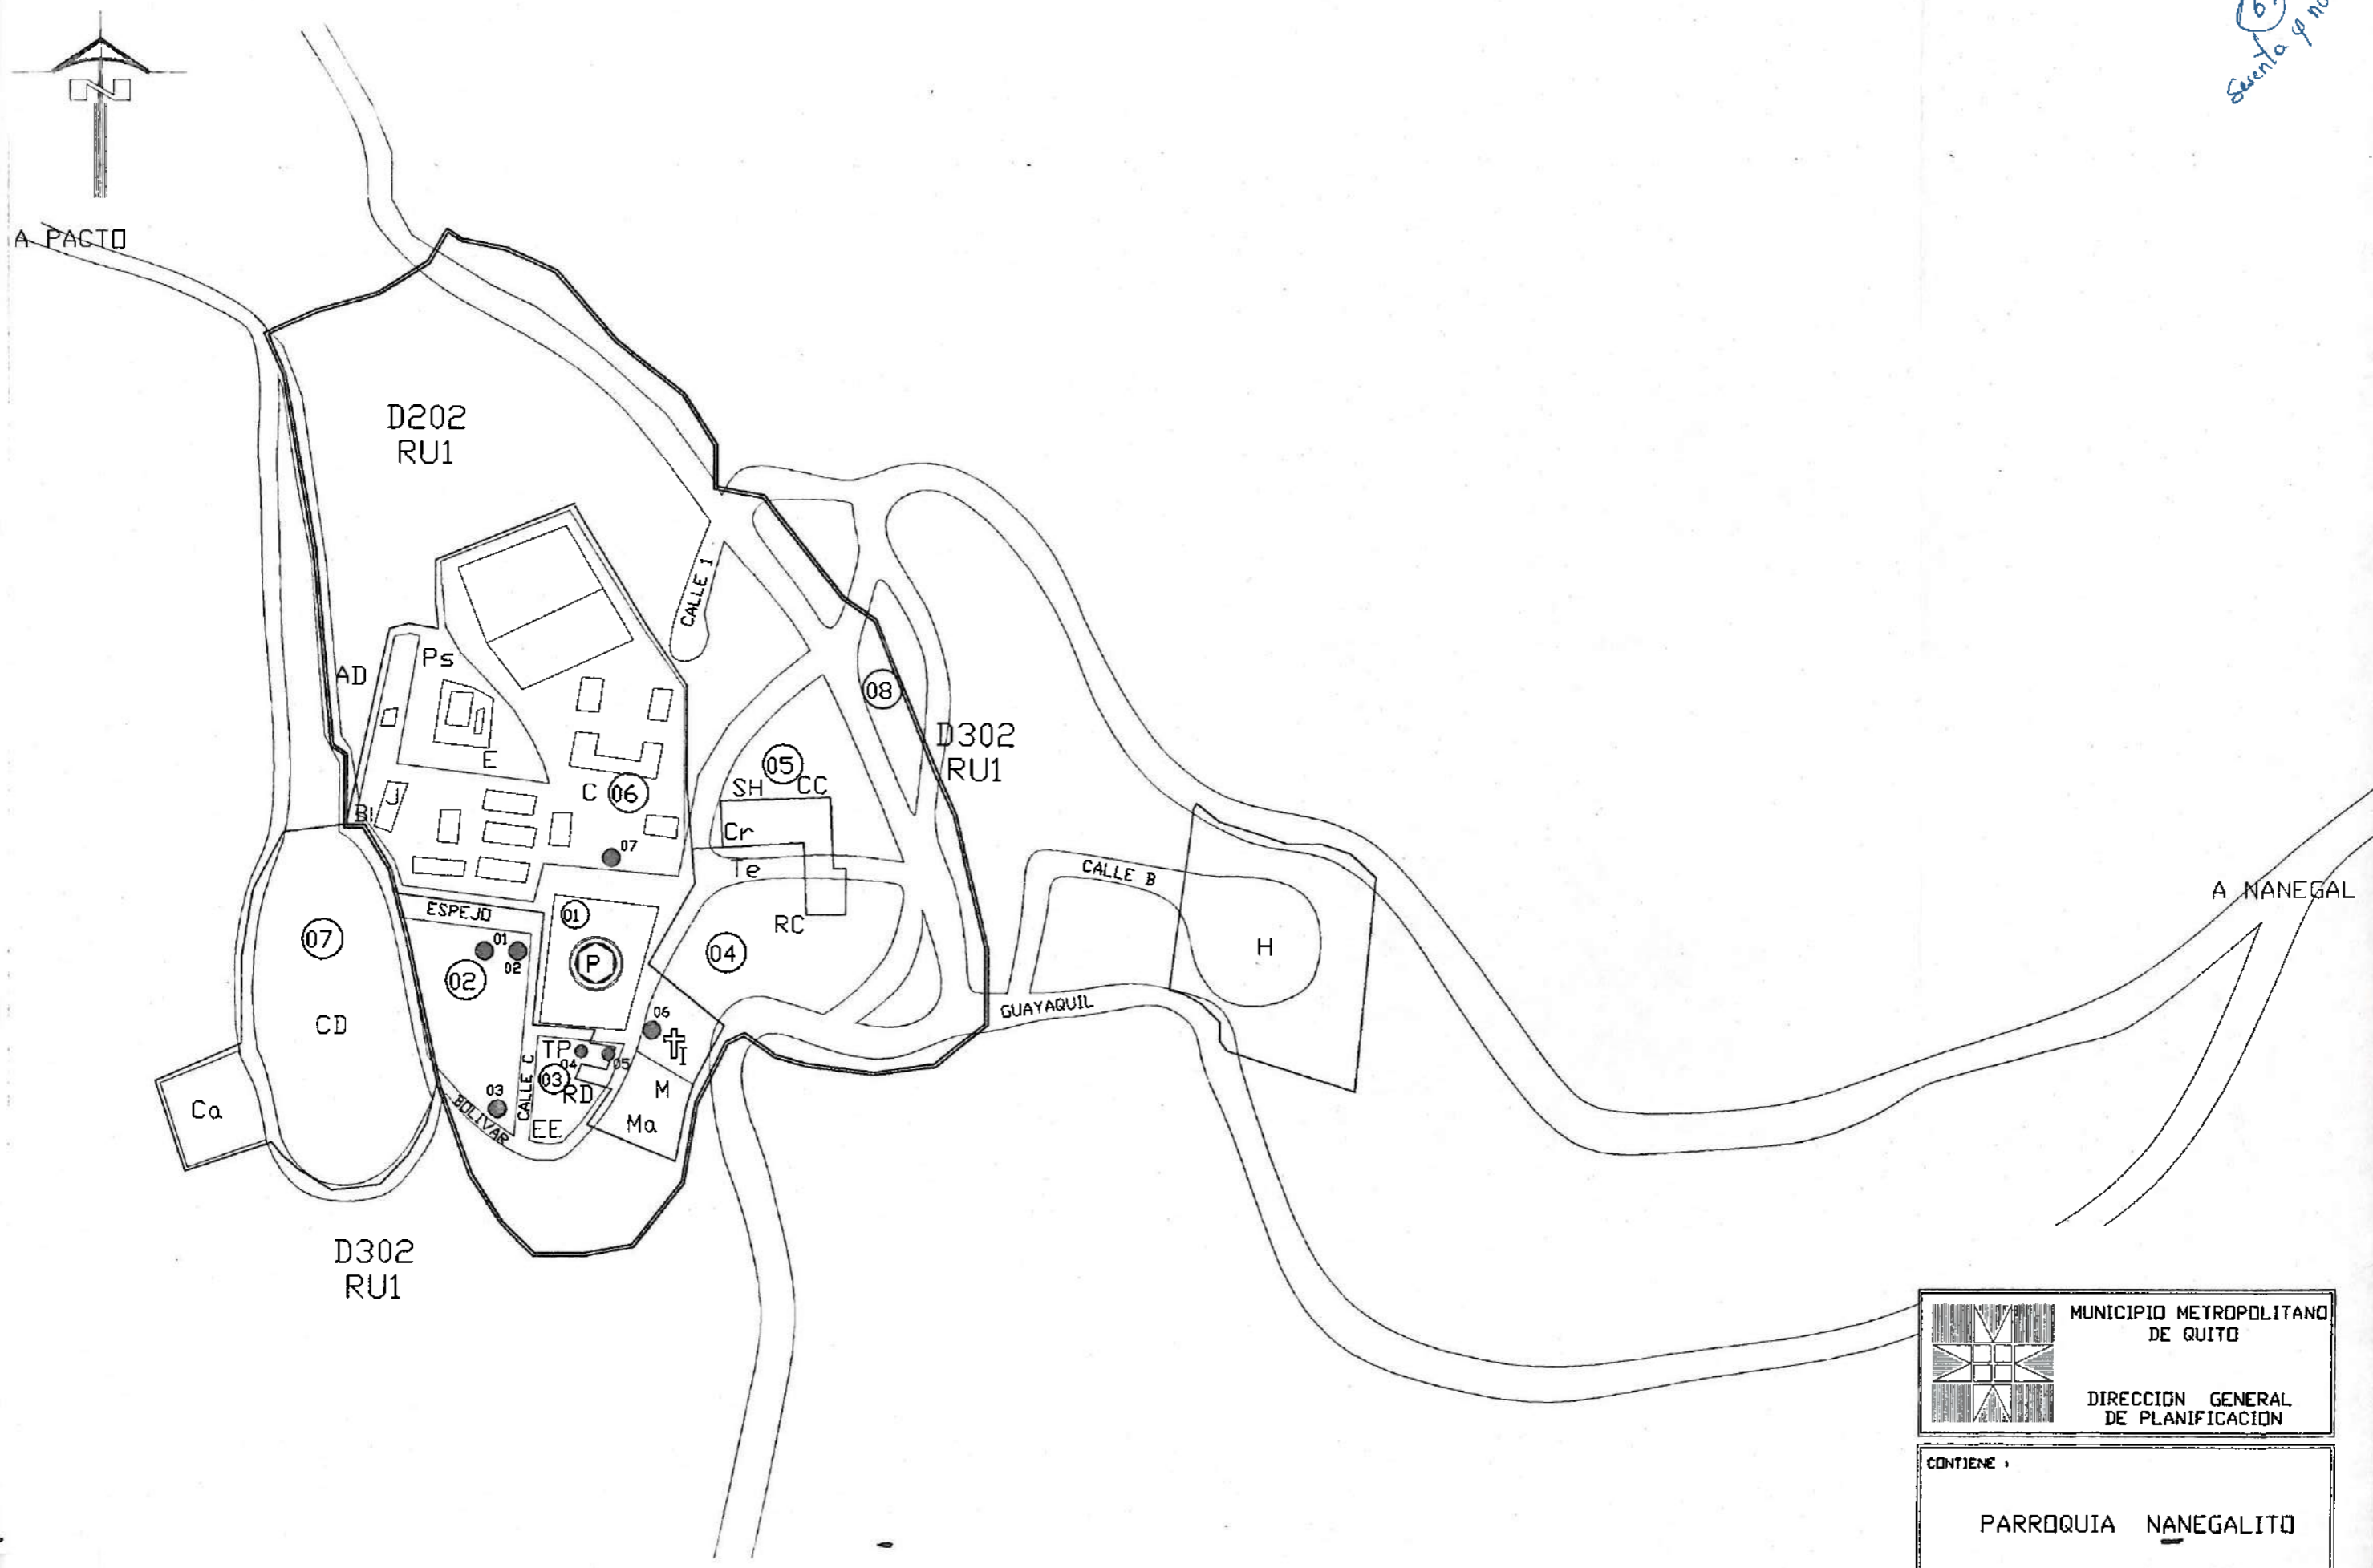 Sesenta y
N
A PACTO
D202
RU1
CALLE 1
Ps
AD
08
D302
RU1
E
05
SH CC
C 06
J
Cr
07
Te
CALLE B
A NANEGAL
ESPEJO
01
RC
07
01
02
P
04
H
02
CD
06
GUAYAQUIL
I
TP
04
05
03
RD
M
CALLE C
03
Ca
BOLIVAR
EE
Ma
D302
RU1
MUNICIPIO METROPOLITANO
DE QUITO
DIRECCION GENERAL
DE PLANIFICACION
CONTIENE :
PARROQUIA NANEGALITO